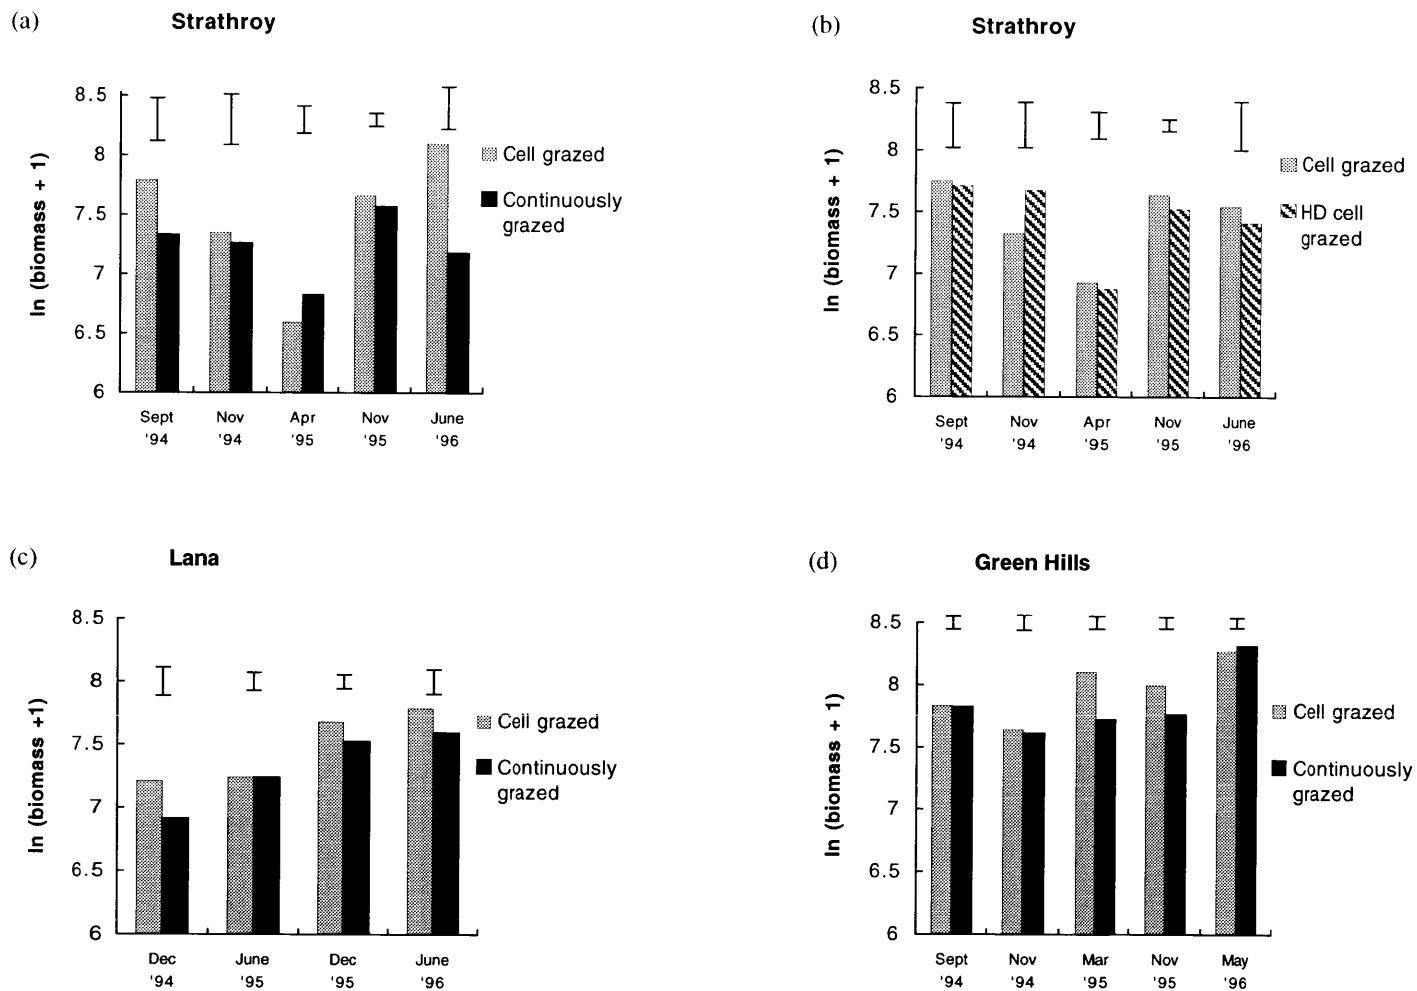 (a) Strathroy
8.5
8
7.5
7
6.5
6
ln (biomass + 1)
Cell grazed
Continuously
grazed
Sept Nov Apr Nov June
'94 '94 '95 '95 '96
(b) Strathroy
8.5
8
7.5
7
6.5
6
ln (biomass + 1)
Cell grazed
HD cell
grazed
Sept Nov Apr Nov June
'94 '94 '95 '95 '96
(c) Lana
8.5
8
7.5
7
6.5
6
ln (biomass +1)
Cell grazed
Continuously
grazed
Dec June Dec June
'94 '95 '95 '96
(d) Green Hills
8.5
8
7.5
7
6.5
6
ln (biomass + 1)
Cell grazed
Continuously
grazed
Sept Nov Mar Nov May
'94 '94 '95 '95 '96